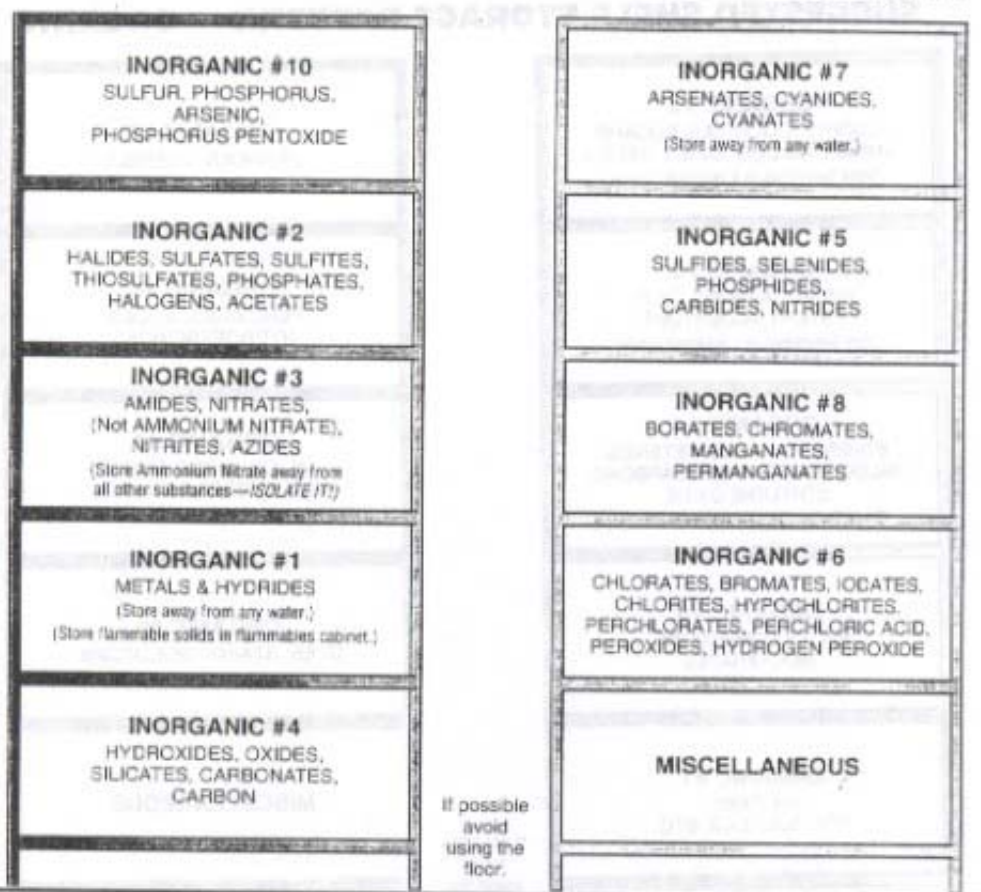 INORGANIC #10
SULFUR, PHOSPHORUS,
ARSENIC,
PHOSPHORUS PENTOXIDE
INORGANIC #2
HALIDES, SULFATES, SULFITES,
THIOSULFATES, PHOSPHATES,
HALOGENS, ACETATES
INORGANIC #3
AMIDES, NITRATES,
(Not AMMONIUM NITRATE),
NITRITES, AZIDES
(Store Ammonium Nitrate away from
all other substances—ISOLATE IT!)
INORGANIC #1
METALS & HYDRIDES
(Store away from any water.)
(Store flamerable solids in flammables cabinet.)
INORGANIC #4
HYDROXIDES, OXIDES,
SILICATES, CARBONATES,
CARBON
If possible
avoid
using the
floor.
INORGANIC #7
ARSENATES, CYANIDES,
CYANATES
(Store away from any water.)
INORGANIC #5
SULFIDES, SELENIDES,
PHOSPHIDES,
CARBIDES, NITRIDES
INORGANIC #8
BORATES, CHROMATES,
MANGANATES,
PERMANGANATES
INORGANIC #6
CHLORATES, BROMATES, IOCATES,
CHLORITES, HYPOCHLORITES,
PERCHLORATES, PERCHLORIC ACID,
PEROXIDES, HYDROGEN PEROXIDE
MISCELLANEOUS